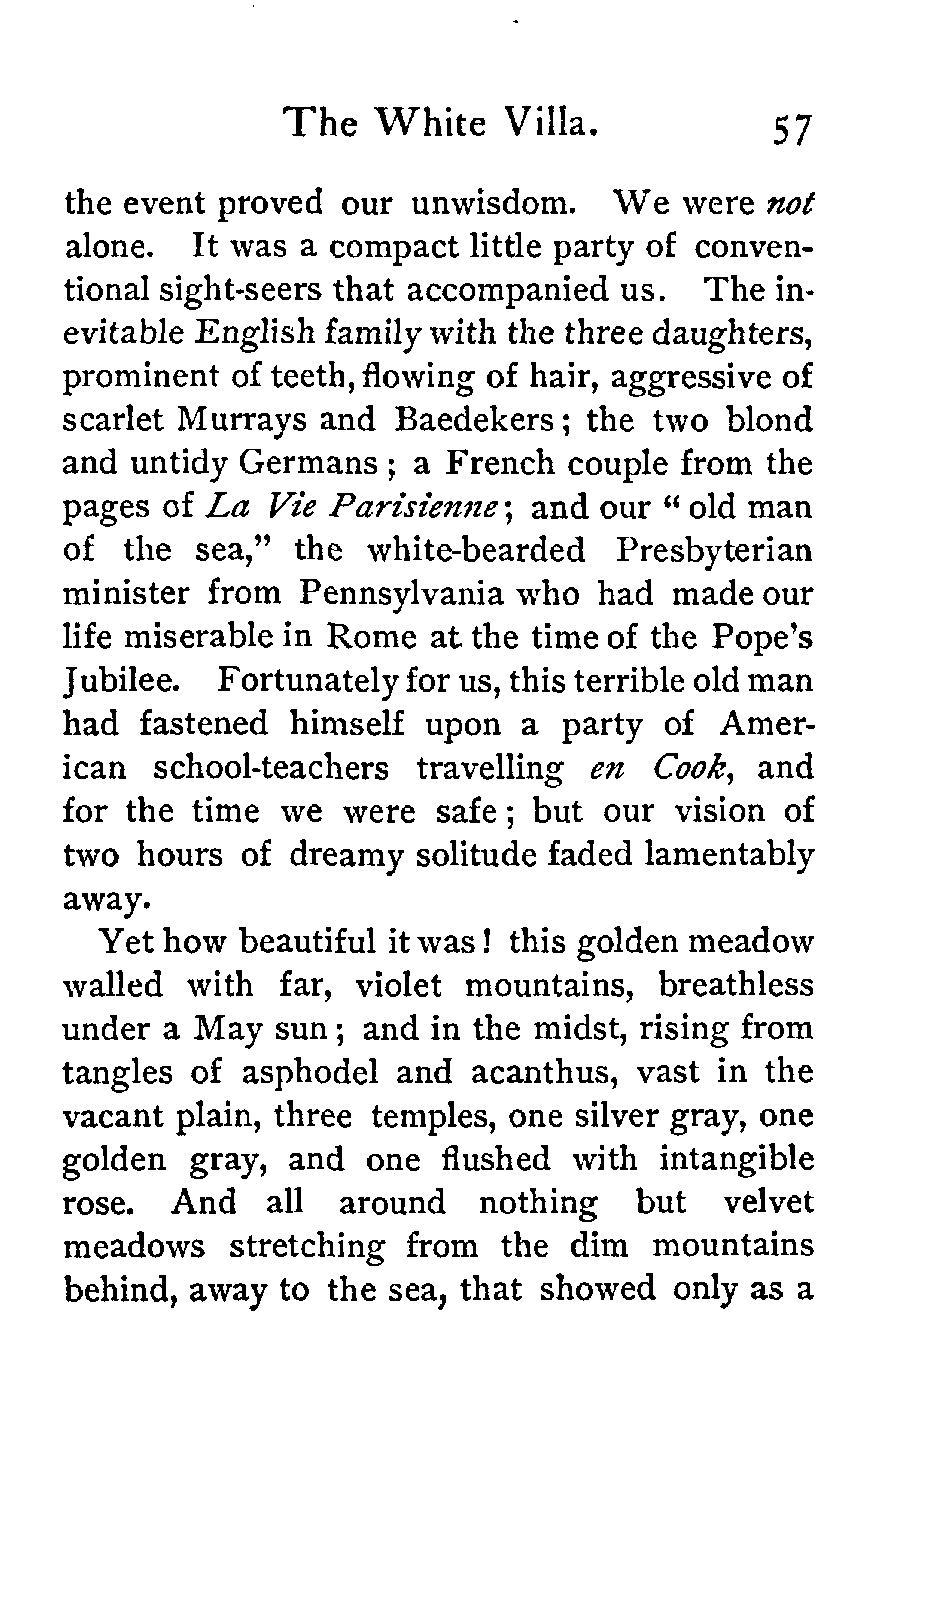 The White Villa. 57
the event proved our unwisdom. We were not
alone. It was a compact little party of conven-
tional sight-seers that accompanied us. The in-
evitable English family with the three daughters,
prominent of teeth, flowing of hair, aggressive of
scarlet Murrays and Baedekers; the two blond
and untidy Germans; a French couple from the
pages of La Vie Parisienne; and our “old man
of the sea,” the white-bearded Presbyterian
minister from Pennsylvania who had made our
life miserable in Rome at the time of the Pope's
Jubilee. Fortunately for us, this terrible old man
had fastened himself upon a party of Amer-
ican school-teachers travelling en Cook, and
for the time we were safe; but our vision of
two hours of dreamy solitude faded lamentably
away.
Yet how beautiful it was! this golden meadow
walled with far, violet mountains, breathless
under a May sun; and in the midst, rising from
tangles of asphodel and acanthus, vast in the
vacant plain, three temples, one silver gray, one
golden gray, and one flushed with intangible
rose. And all around nothing but velvet
meadows stretching from the dim mountains
behind, away to the sea, that showed only as a